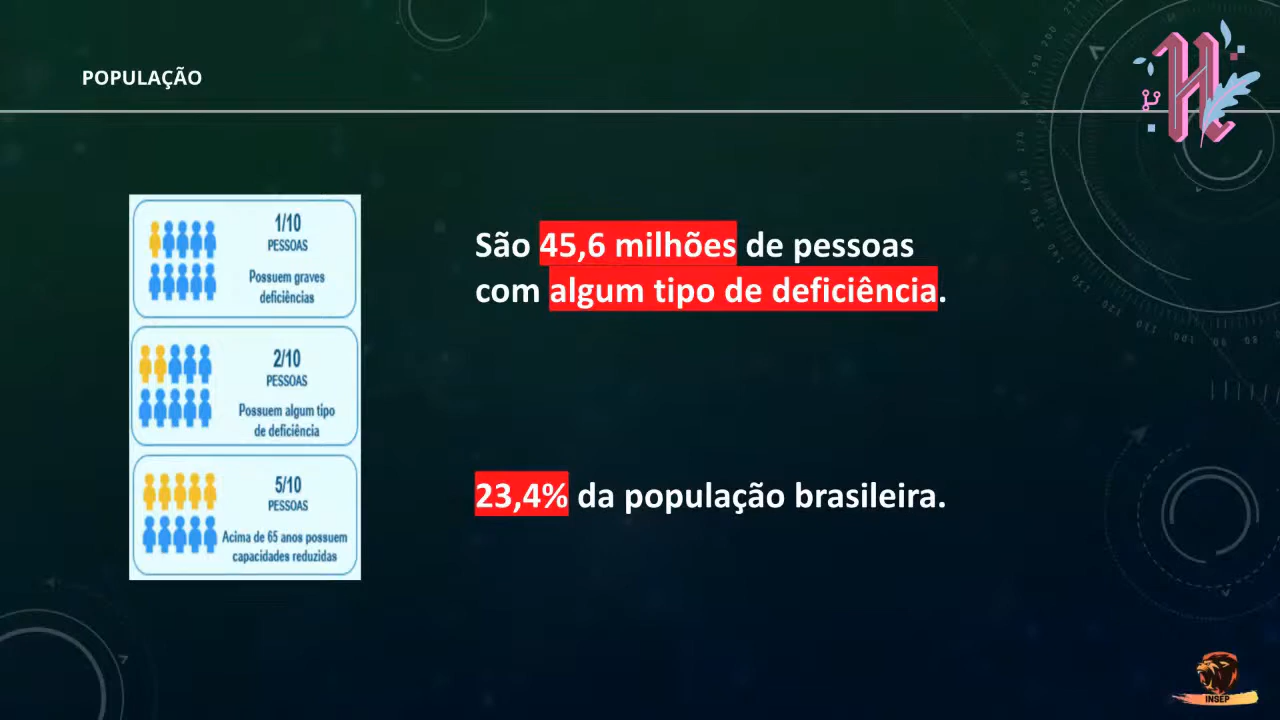 POPULAÇÃO
1/10
PESSOAS
Possuem graves
deficiências
2/10
PESSOAS
Possuem algum tipo
de deficiência
5/10
PESSOAS
Acima de 65 anos possuem
capacidades reduzidas
São 45,6 milhões de pessoas
com algum tipo de deficiência.
23,4% da população brasileira.
H
INSEP